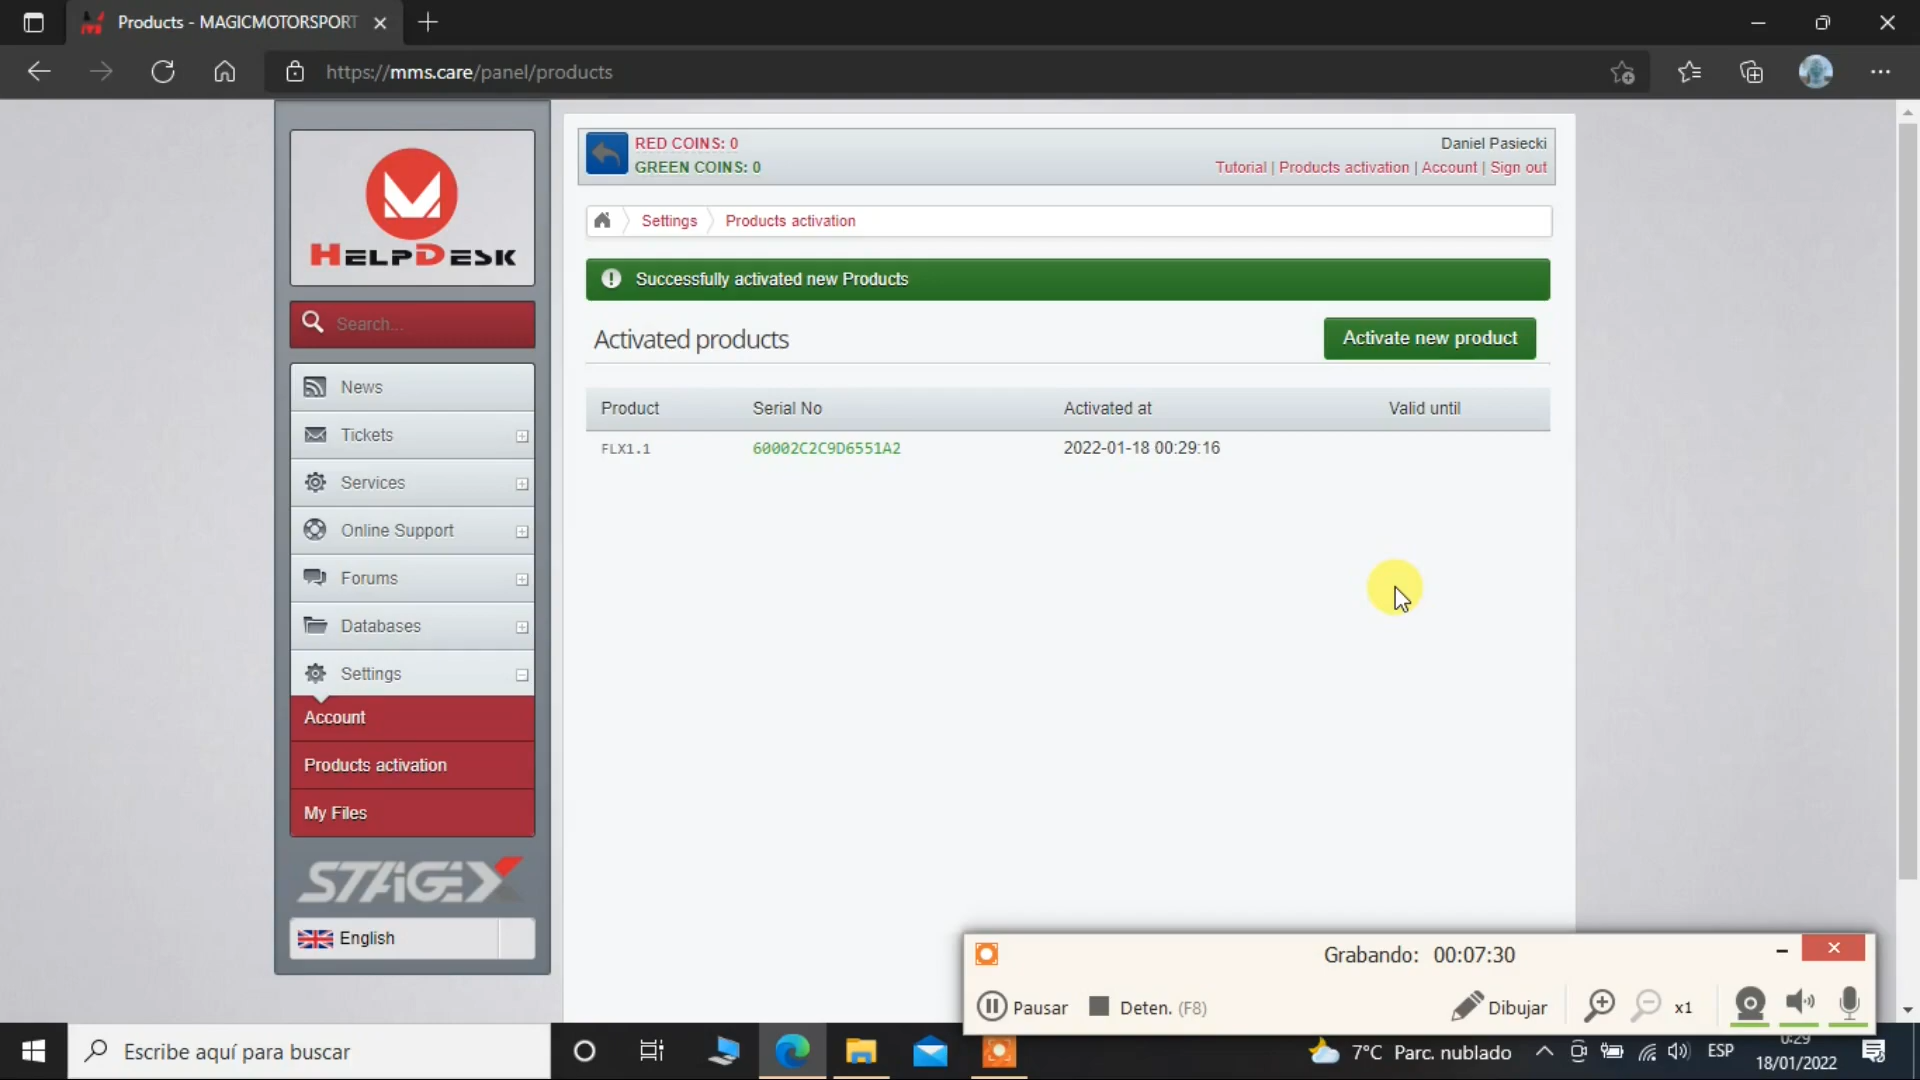 Products - MAGICMOTORSPORT
https://mms.care/panel/products
HELPDESK
Search...
News
Tickets
Services
Online Support
Forums
Databases
Settings
Account
Products activation
My Files
STAGEX
English
RED COINS: 0
GREEN COINS: 0
Daniel Pasiecki
Tutorial | Products activation | Account | Sign out
Settings
Products activation
Successfully activated new Products
Activated products
Activate new product
Product Serial No Activated at Valid until
FLX1.1 60002C2C9D6551A2 2022-01-18 00:29:16
Grabando: 00:07:30
Pausar
Deten. (F8)
Dibujar
x1
Escribe aquí para buscar
7°C Parc. nublado
ESP
0:29
18/01/2022